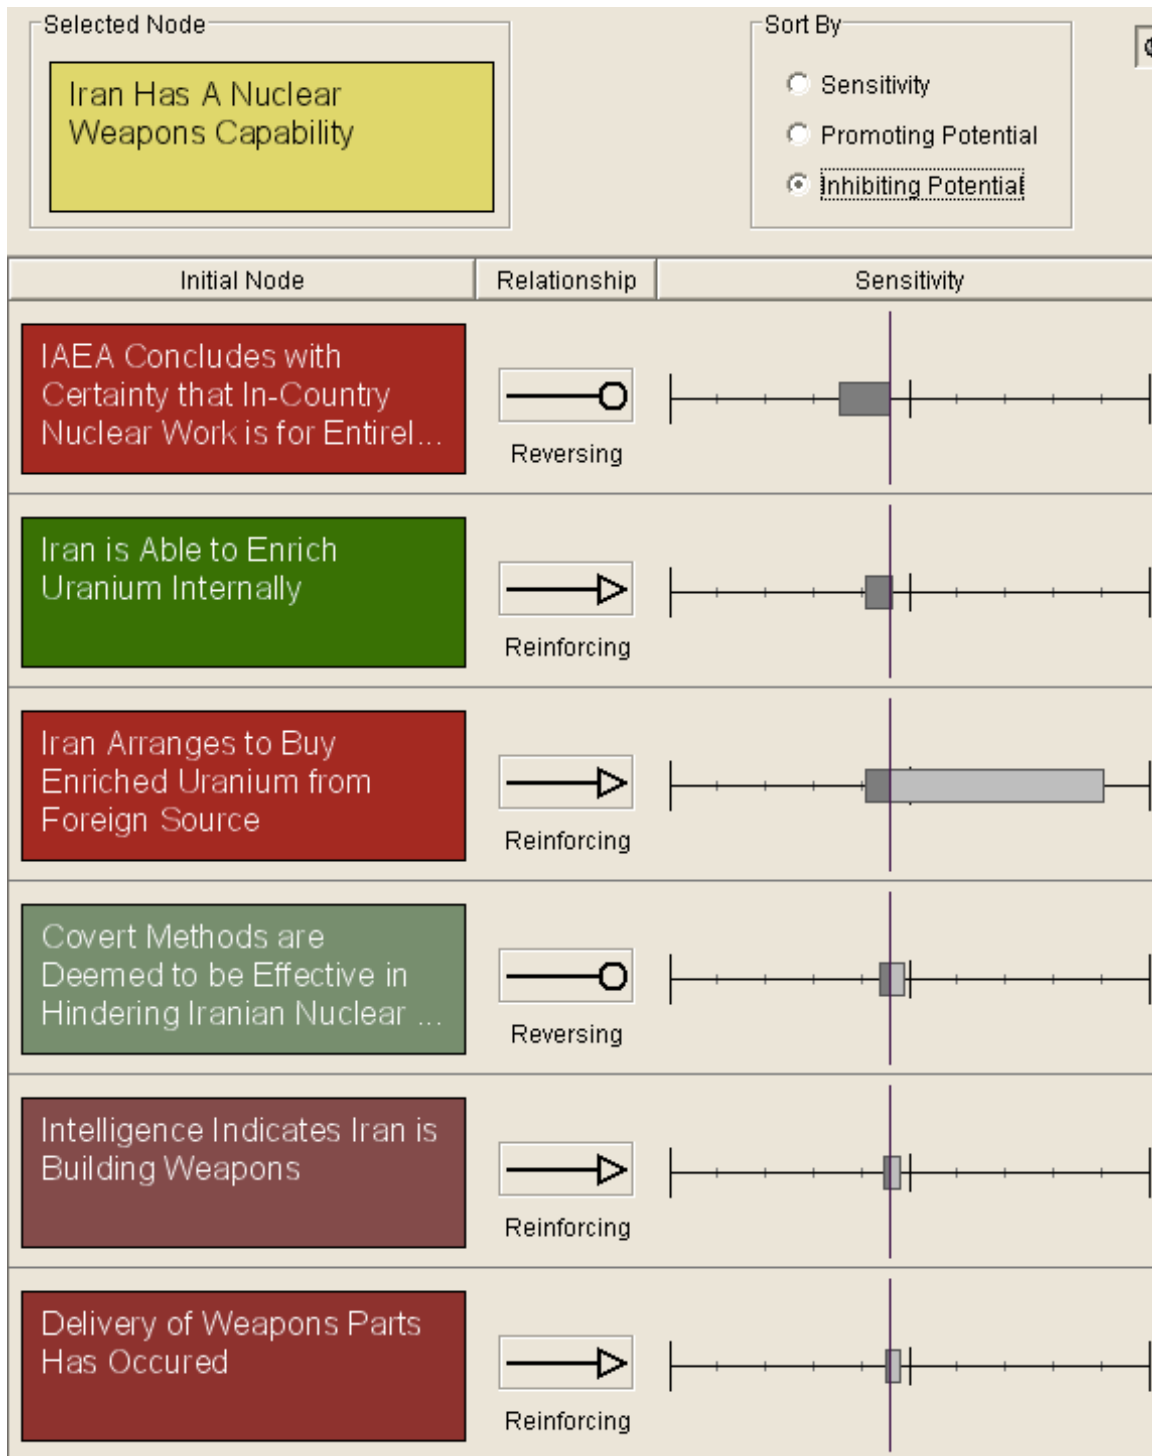 Selected Node
Iran Has A Nuclear
Weapons Capability
Sort By
Sensitivity
Promoting Potential
Inhibiting Potential
Initial Node
Relationship
Sensitivity
IAEA Concludes with
Certainty that In-Country
Nuclear Work is for Entirel...
Reversing
Iran is Able to Enrich
Uranium Internally
Reinforcing
Iran Arranges to Buy
Enriched Uranium from
Foreign Source
Reinforcing
Covert Methods are
Deemed to be Effective in
Hindering Iranian Nuclear ...
Reversing
Intelligence Indicates Iran is
Building Weapons
Reinforcing
Delivery of Weapons Parts
Has Occured
Reinforcing